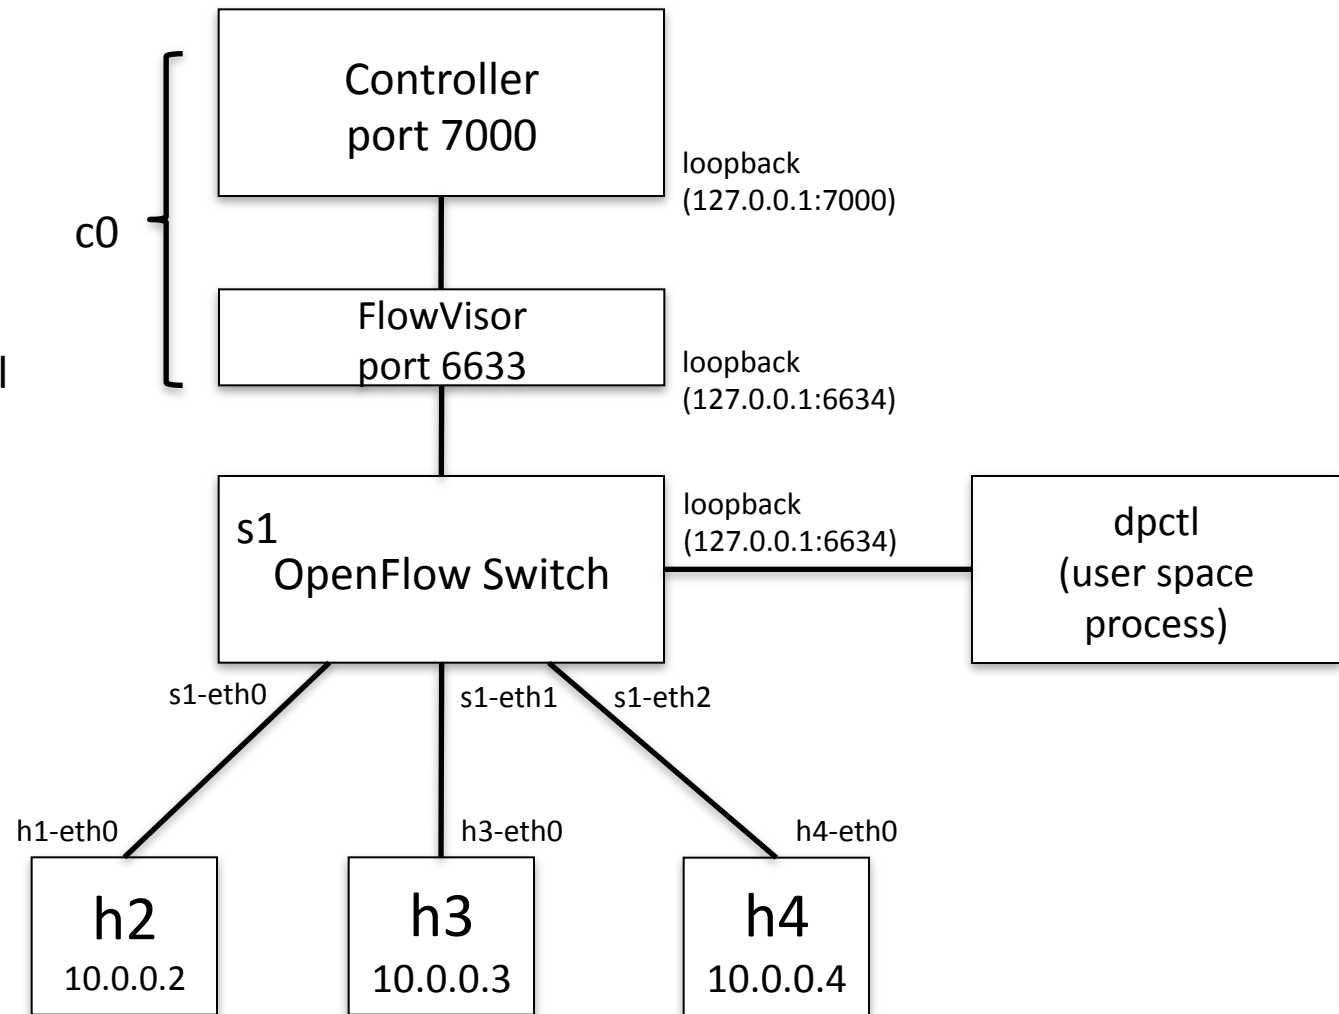 Controller
port 7000
loopback
(127.0.0.1:7000)
c0
FlowVisor
port 6633
l
loopback
(127.0.0.1:6634)
s1
OpenFlow Switch
loopback
(127.0.0.1:6634)
dpctl
(user space
process)
s1-eth0
s1-eth1
s1-eth2
h1-eth0
h3-eth0
h4-eth0
h2
10.0.0.2
h3
10.0.0.3
h4
10.0.0.4